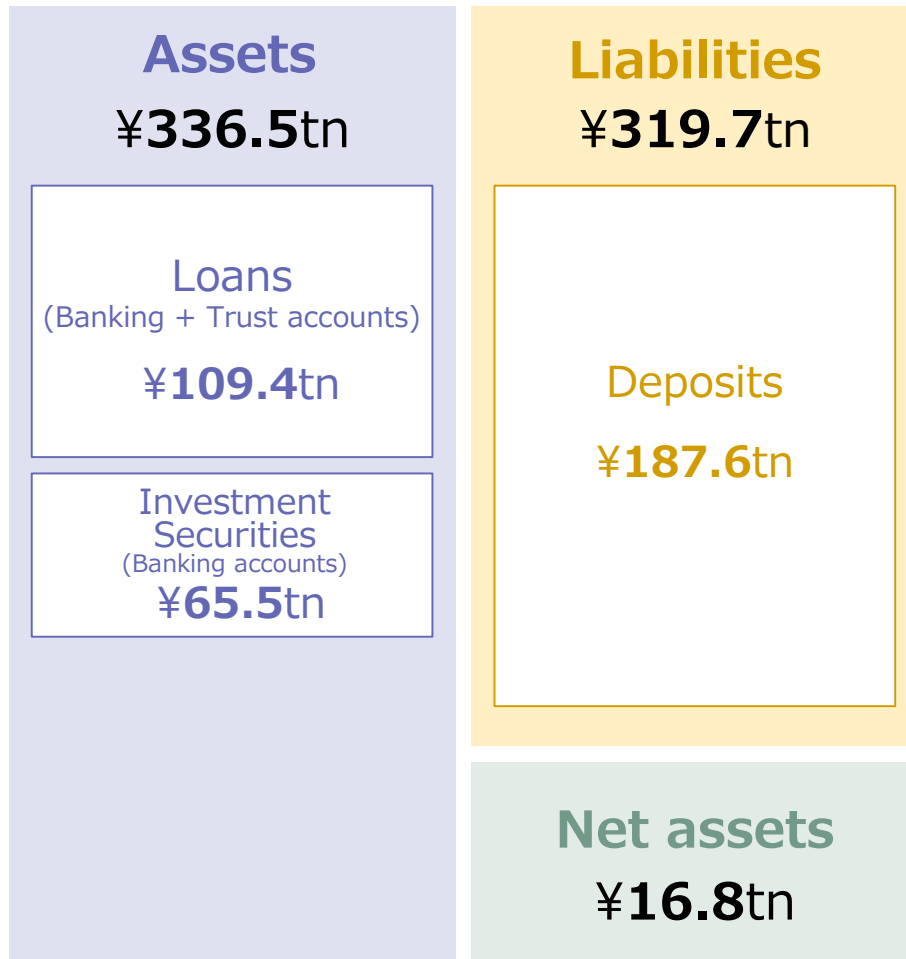 Assets
¥336.5tn
Loans
(Banking + Trust accounts)
¥109.4tn
Investment
Securities
(Banking accounts)
¥65.5tn
Liabilities
¥319.7tn
Deposits
¥187.6tn
Net assets
¥16.8tn